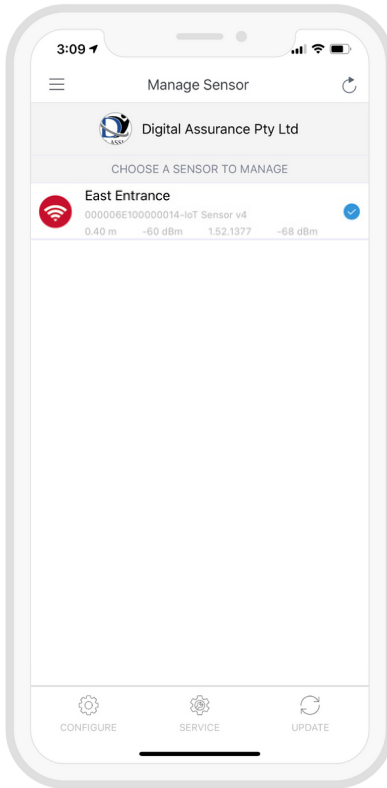 3:09
Manage Sensor
Digital Assurance Pty Ltd
CHOOSE A SENSOR TO MANAGE
East Entrance
000006E100000014-IoT Sensor v4
0.40 m -60 dBm 1.52.1377 -68 dBm
CONFIGURE SERVICE UPDATE